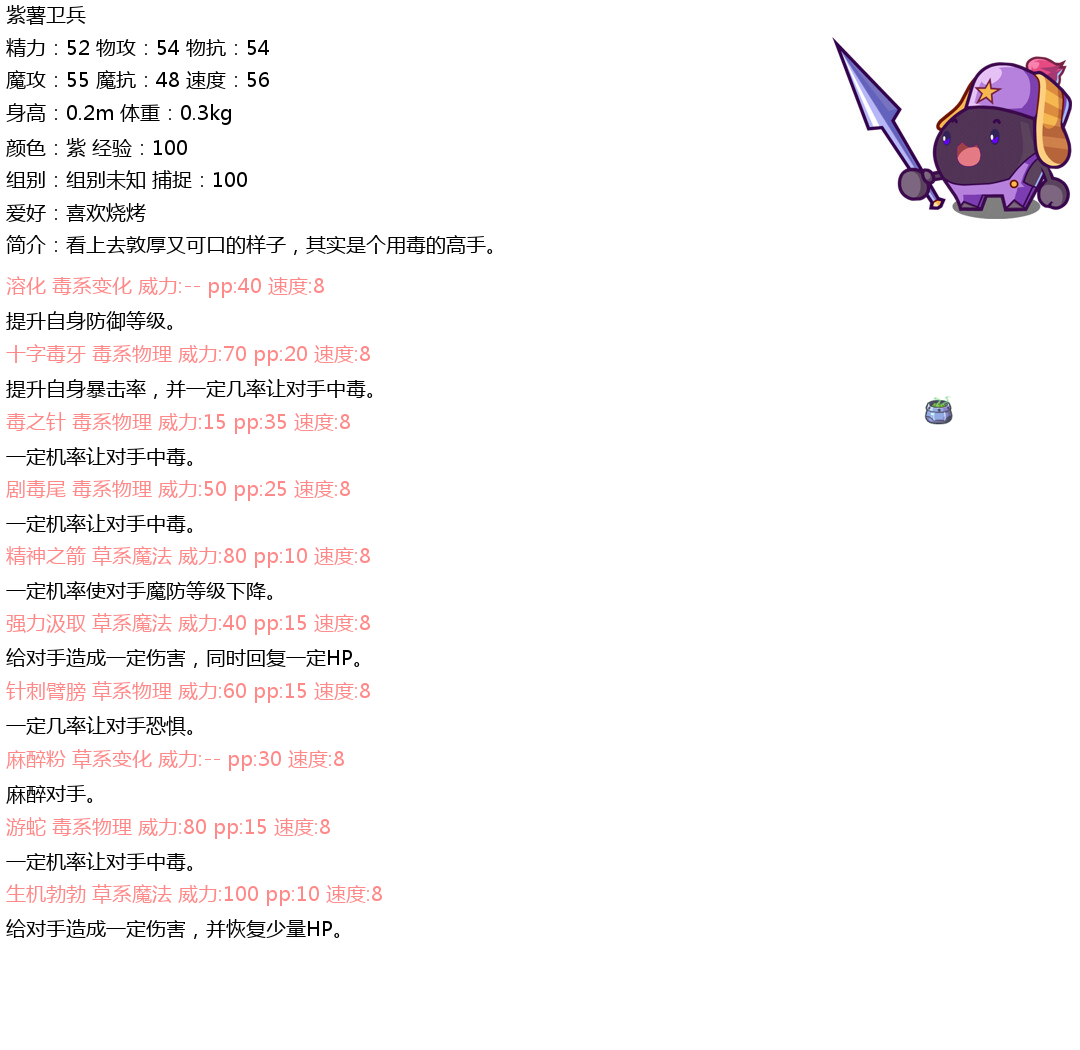 紫薯卫兵
精力：52 物攻：54 物抗：54
魔攻：55 魔抗：48 速度：56
身高：0.2m 体重：0.3kg
颜色：紫 经验：100
组别：组别未知 捕捉：100
爱好：喜欢烧烤
简介：看上去敦厚又可口的样子，其实是个用毒的高手。
溶化 毒系变化 威力:-- pp:40 速度:8
提升自身防御等级。
十字毒牙 毒系物理 威力:70 pp:20 速度:8
提升自身暴击率，并一定几率让对手中毒。
毒之针 毒系物理 威力:15 pp:35 速度:8
一定机率让对手中毒。
剧毒尾 毒系物理 威力:50 pp:25 速度:8
一定机率让对手中毒。
精神之箭 草系魔法 威力:80 pp:10 速度:8
一定机率使对手魔防等级下降。
强力汲取 草系魔法 威力:40 pp:15 速度:8
给对手造成一定伤害，同时回复一定HP。
针刺臂膀 草系物理 威力:60 pp:15 速度:8
一定几率让对手恐惧。
麻醉粉 草系变化 威力:-- pp:30 速度:8
麻醉对手。
游蛇 毒系物理 威力:80 pp:15 速度:8
一定机率让对手中毒。
生机勃勃 草系魔法 威力:100 pp:10 速度:8
给对手造成一定伤害，并恢复少量HP。